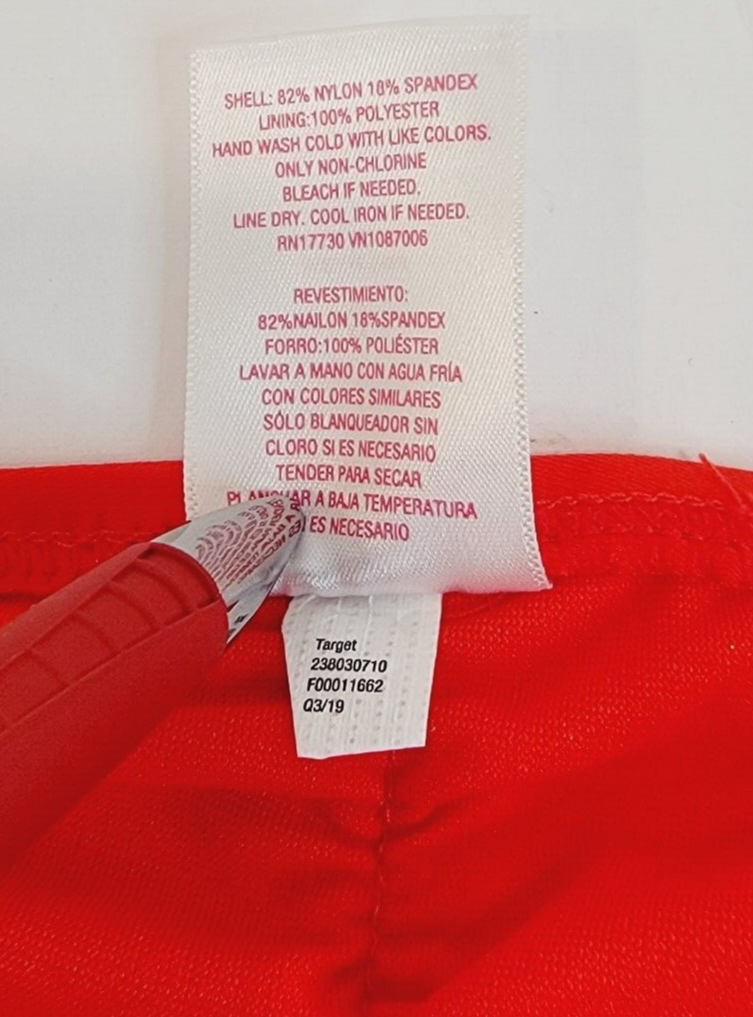 SHELL: 82% NYLON 18% SPANDEX
LINING:100% POLYESTER
HAND WASH COLD WITH LIKE COLORS.
ONLY NON-CHLORINE
BLEACH IF NEEDED.
LINE DRY. COOL IRON IF NEEDED.
RN17730 VN1087006
REVESTIMIENTO:
82%NAILON 18%SPANDEX
FORRO:100% POLIÉSTER
LAVAR A MANO CON AGUA FRÍA
CON COLORES SIMILARES
SÓLO BLANQUEADOR SIN
CLORO SI ES NECESARIO
TENDER PARA SECAR
PLANCHAR A BAJA TEMPERATURA
ES NECESARIO
Target
238030710
F00011662
Q3/19